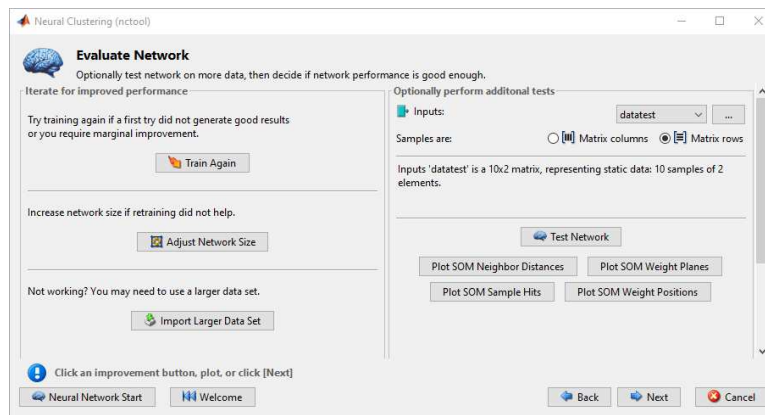 Neural Clustering (nctool)
Evaluate Network
Optionally test network on more data, then decide if network performance is good enough.
Iterate for improved performance
Try training again if a first try did not generate good results
or you require marginal improvement.
Train Again
Increase network size if retraining did not help.
Adjust Network Size
Not working? You may need to use a larger data set.
Import Larger Data Set
Optionally perform additonal tests
Inputs:
datatest
...
Samples are:
Matrix columns
Matrix rows
Inputs 'datatest' is a 10x2 matrix, representing static data: 10 samples of 2
elements.
Test Network
Plot SOM Neighbor Distances
Plot SOM Weight Planes
Plot SOM Sample Hits
Plot SOM Weight Positions
Click an improvement button, plot, or click [Next]
Neural Network Start
Welcome
Back
Next
Cancel